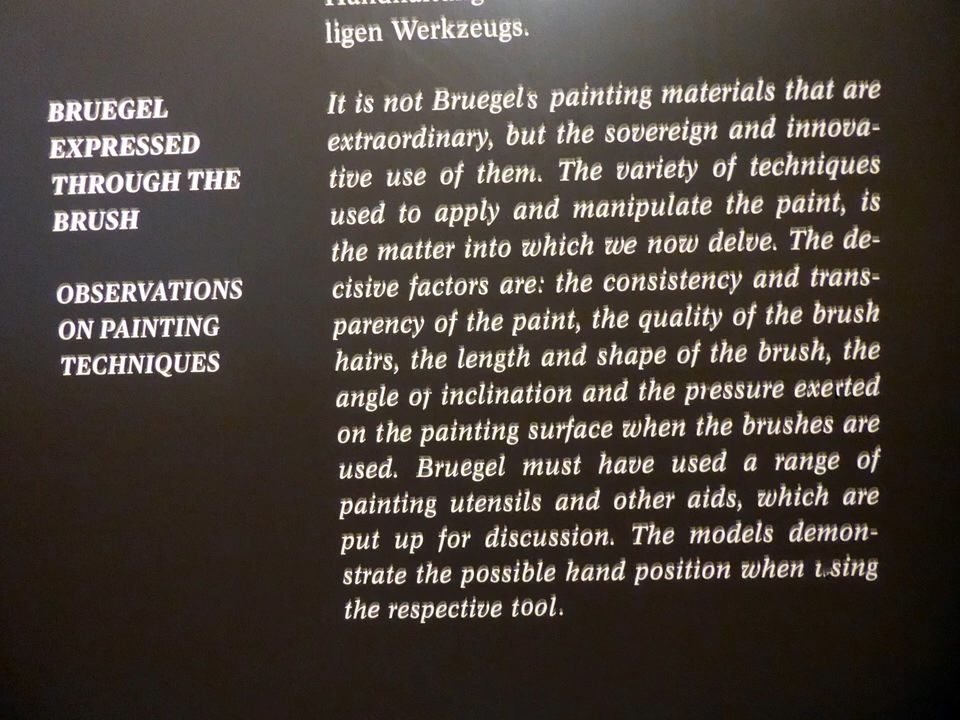 ligen Werkzeugs.
BRUEGEL
EXPRESSED
THROUGH THE
BRUSH
OBSERVATIONS
ON PAINTING
TECHNIQUES
It is not Bruegel's painting materials that are
extraordinary, but the sovereign and innova-
tive use of them. The variety of techniques
used to apply and manipulate the paint, is
the matter into which we now delve. The de-
cisive factors are: the consistency and trans-
parency of the paint, the quality of the brush
hairs, the length and shape of the brush, the
angle of inclination and the pressure exerted
on the painting surface when the brushes are
used. Bruegel must have used a range of
painting utensils and other aids, which are
put up for discussion. The models demon-
strate the possible hand position when using
the respective tool.